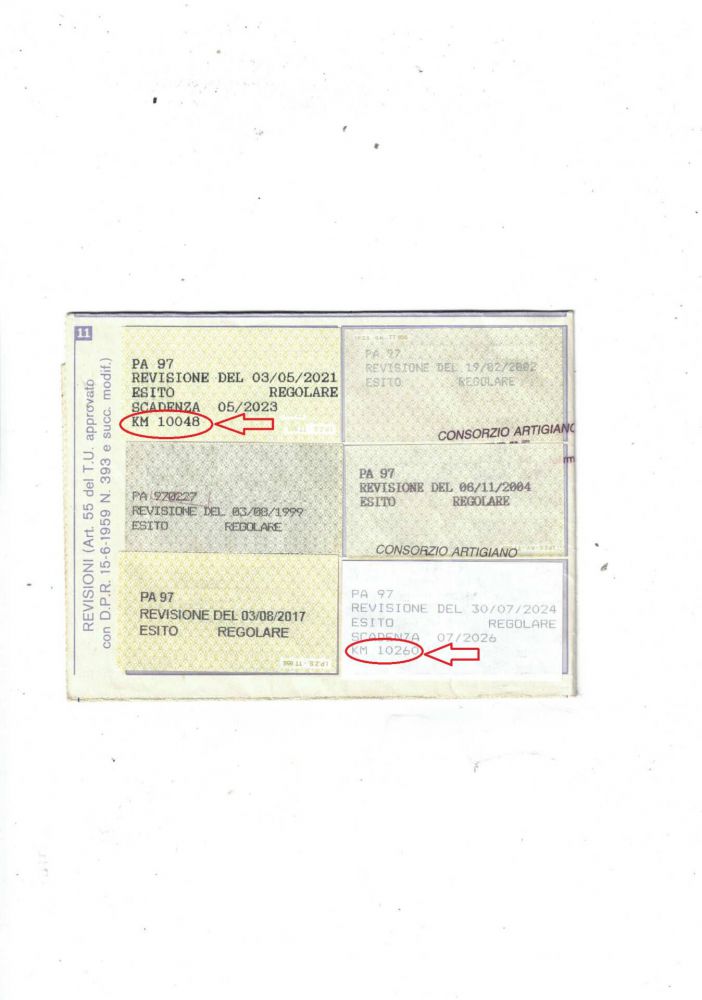 11
REVISIONI (Art. 55 del T.U. approvato
con D.P.R. 15-6-1959 N. 393 e succ. modif.)
PA 97
REVISIONE DEL 03/05/2021
ESITO REGOLARE
SCADENZA 05/2023
KM 10048
PA 97
REVISIONE DEL 19/02/2002
ESITO REGOLARE
CONSORZIO ARTIGIANO
PA 970227
REVISIONE DEL 03/08/1999
ESITO REGOLARE
PA 97
REVISIONE DEL 06/11/2004
ESITO REGOLARE
CONSORZIO ARTIGIANO
PA 97
REVISIONE DEL 03/08/2017
ESITO REGOLARE
I.P.Z.S. - TT 856
PA 97
REVISIONE DEL 30/07/2024
ESITO REGOLARE
SCADENZA 07/2026
KM 10260